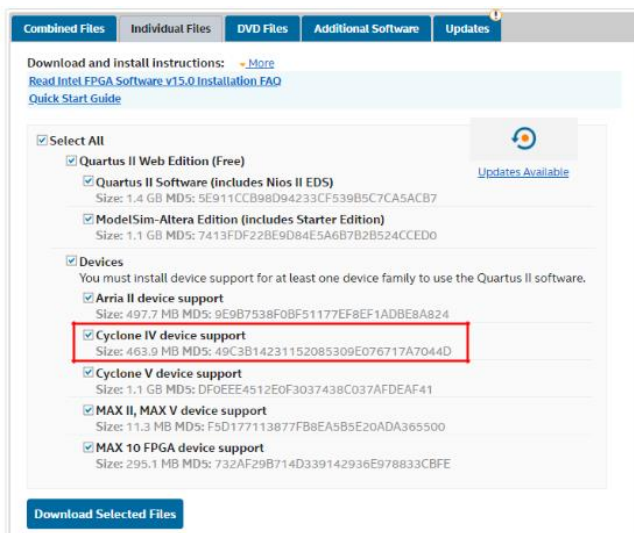 Combined Files Individual Files DVD Files Additional Software Updates
Download and install instructions: More
Read Intel FPGA Software v15.0 Installation FAQ
Quick Start Guide
Select All
Updates Available
Quartus II Web Edition (Free)
Quartus II Software (includes Nios II EDS)
Size: 1.4 GB MD5: 5E911CCB98D94233CF539B5C7CA5ACB7
ModelSim-Altera Edition (includes Starter Edition)
Size: 1.1 GB MD5: 7413FDF22BE9D84E5A6B7B2B524CCED0
Devices
You must install device support for at least one device family to use the Quartus II software.
Arria II device support
Size: 497.7 MB MD5: 9E9B7538F0BF51177EF8EF1ADBE8A824
Cyclone IV device support
Size: 463.9 MB MD5: 49C3B14231152085309E076717A7044D
Cyclone V device support
Size: 1.1 GB MD5: DF0EEE4512E0F3037438C037AFDEAF41
MAX II, MAX V device support
Size: 11.3 MB MD5: F5D177113877FB8EA5B5E20ADA365500
MAX 10 FPGA device support
Size: 295.1 MB MD5: 732AF29B714D339142936E978833CBFE
Download Selected Files